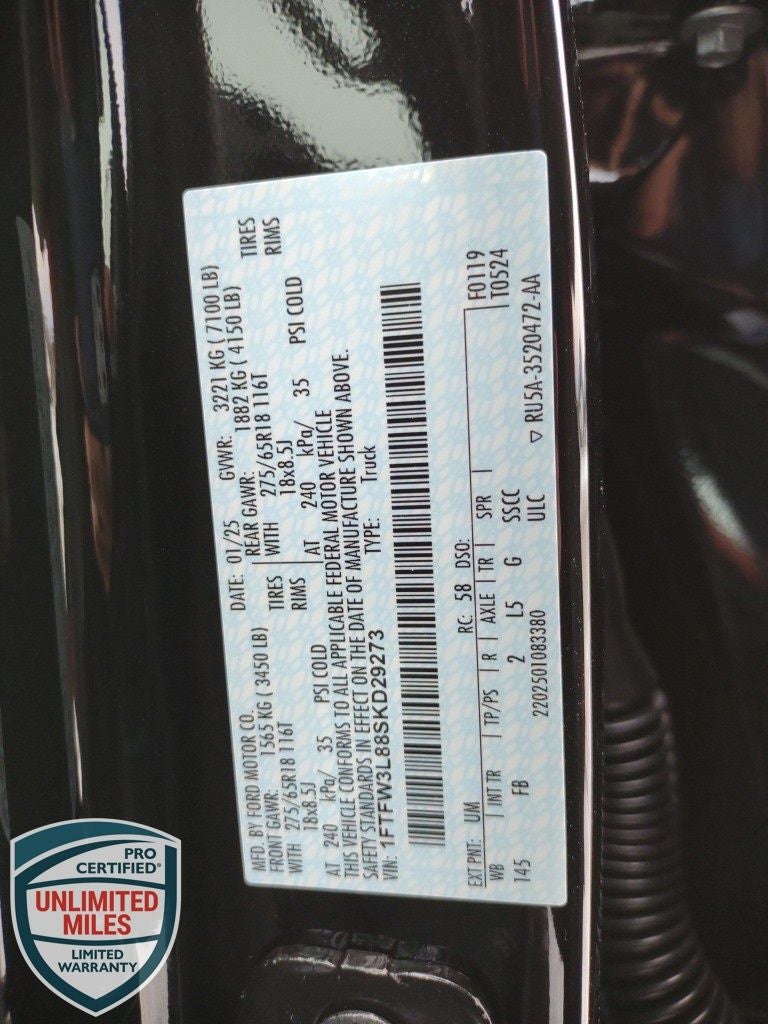 MFD. BY FORD MOTOR CO.
DATE: 01/25 GVWR: 3221 KG ( 7100 LB)
FRONT GAWR: 1565 KG ( 3450 LB)
REAR GAWR: 1882 KG ( 4150 LB)
WITH 275/65R18 116T TIRES
WITH 275/65R18 116T TIRES
18x8.5J RIMS
18x8.5J RIMS
AT 240 kPa/ 35 PSI COLD
AT 240 kPa/ 35 PSI COLD
THIS VEHICLE CONFORMS TO ALL APPLICABLE FEDERAL MOTOR VEHICLE
SAFETY STANDARDS IN EFFECT ON THE DATE OF MANUFACTURE SHOWN ABOVE.
VIN: 1FTFW3L88SKD29273 TYPE: Truck
EXT PNT: UM RC: 58 DSO: F0119
WB INT TR TP/PS R AXLE TR SPR T0524
145 FB 2 L5 G SSCC
2202501083380 ULC ▽ RU5A-3520472-AA
PRO
CERTIFIED®
UNLIMITED
MILES
LIMITED
WARRANTY